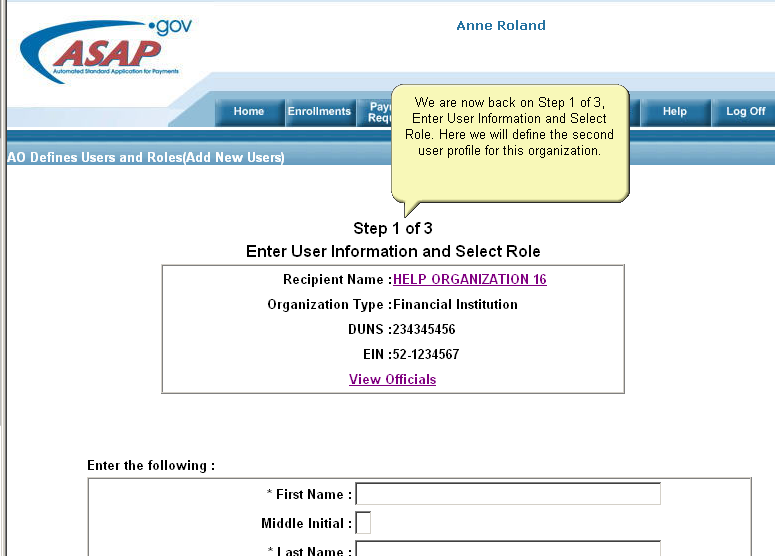 .gov
ASAP
Automated Standard Application for Payments
Anne Roland
Home
Enrollments
Help
Log Off
We are now back on Step 1 of 3,
Enter User Information and Select
Role. Here we will define the second
user profile for this organization.
AO Defines Users and Roles(Add New Users)
Step 1 of 3
Enter User Information and Select Role
Recipient Name :HELP ORGANIZATION 16
Organization Type :Financial Institution
DUNS :234345456
EIN :52-1234567
View Officials
Enter the following :
* First Name :
Middle Initial :
* Last Name :